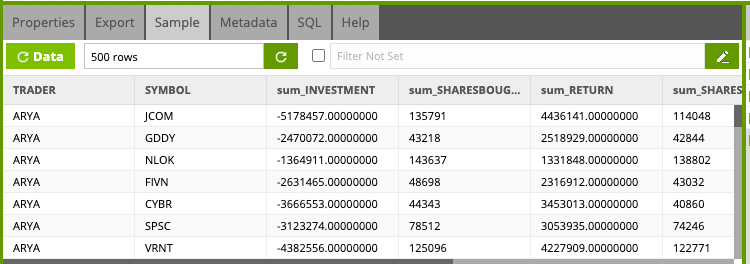 Properties Export Sample Metadata SQL Help
Data 500 rows Filter Not Set
TRADER SYMBOL sum_INVESTMENT sum_SHARESBOUG... sum_RETURN sum_SHARES
ARYA JCOM -5178457.00000000 135791 4436141.00000000 114048
ARYA GDDY -2470072.00000000 43218 2518929.00000000 42844
ARYA NLOK -1364911.00000000 143637 1331848.00000000 138802
ARYA FIVN -2631465.00000000 48698 2316912.00000000 43032
ARYA CYBR -3666553.00000000 44343 3453013.00000000 40860
ARYA SPSC -3123274.00000000 78512 3053935.00000000 74246
ARYA VRNT -4382556.00000000 125096 4227909.00000000 122771